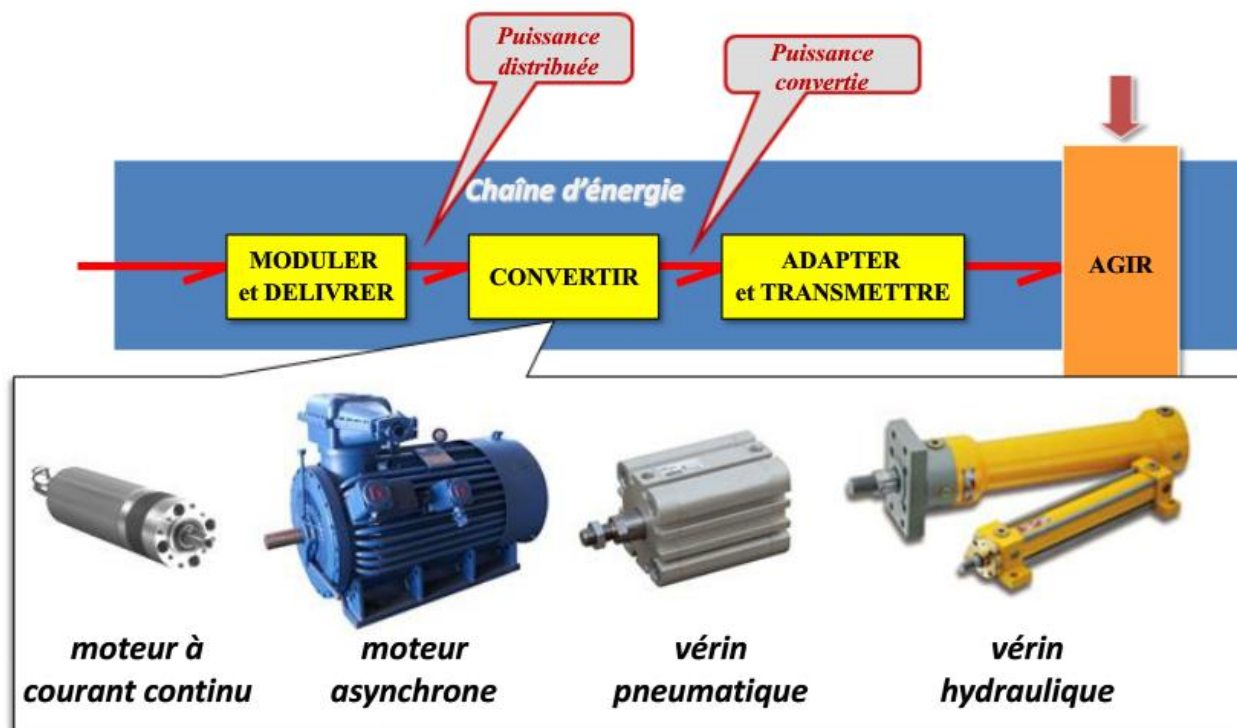 Puissance
distribuée
Puissance
convertie
Chaîne d'énergie
MODULER
et DELIVRER
CONVERTIR
ADAPTER
et TRANSMETTRE
AGIR
moteur à
courant continu
moteur
asynchrone
vérin
pneumatique
vérin
hydraulique